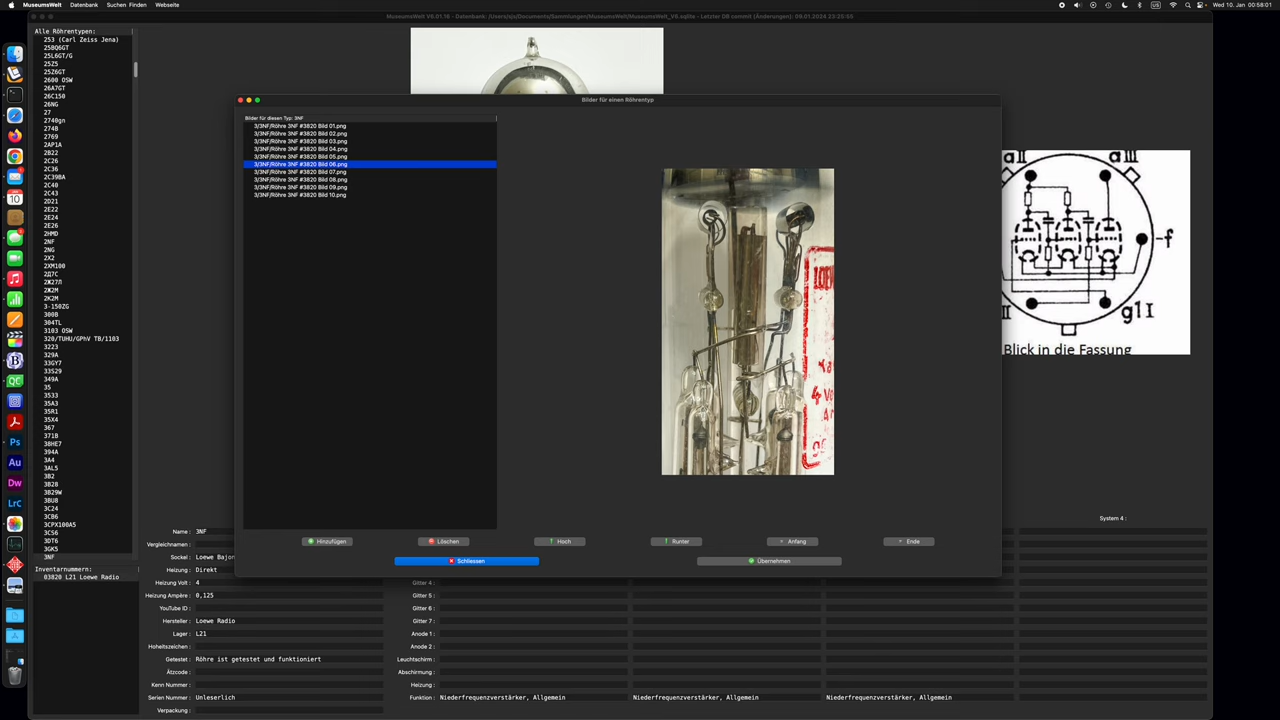 MuseumsWelt Datenbank Suchen Finden Webseite
US Wed 10. Jan 00:58:01
MuseumsWelt V6.01.16 - Datenbank: /Users/sjs/Documents/Sammlungen/MuseumsWelt/MuseumsWelt_V6.sqlite - Letzter DB commit (Änderungen): 09.01.2024 23:25:55
Alle Röhrentypen:
253 (Carl Zeiss Jena)
25BQ6GT
25L6GT/G
25Z5
25Z6GT
2600 OSW
26A7GT
26C150
26NG
27
2740gn
274B
2769
2AP1A
2B22
2C26
2C36
2C39BA
2C40
2C43
2D21
2E22
2E24
2E26
2HMD
2NF
2NG
2X2
2XM100
2Д7С
2Ж27Л
2Ж2М
2К2М
3-150ZG
300B
304TL
3103 OSW
320/TUHU/GPhV TB/1103
3223
329A
33GY7
33S29
349A
35
3533
35A3
35R1
35X4
367
371B
38HE7
394A
3A4
3AL5
3B2
3B28
3B29W
3BU8
3C24
3CB6
3CPX100A5
3CS6
3DT6
3GK5
3NF
Inventarnummern:
03820 L21 Loewe Radio
Bilder für einen Röhrentyp
Bilder für diesen Typ: 3NF
3/3NF/Röhre 3NF #3820 Bild 01.png
3/3NF/Röhre 3NF #3820 Bild 02.png
3/3NF/Röhre 3NF #3820 Bild 03.png
3/3NF/Röhre 3NF #3820 Bild 04.png
3/3NF/Röhre 3NF #3820 Bild 05.png
3/3NF/Röhre 3NF #3820 Bild 06.png
3/3NF/Röhre 3NF #3820 Bild 07.png
3/3NF/Röhre 3NF #3820 Bild 08.png
3/3NF/Röhre 3NF #3820 Bild 09.png
3/3NF/Röhre 3NF #3820 Bild 10.png
Hinzufügen Löschen Hoch Runter Anfang Ende
Schliessen Übernehmen
aII aIII
-f
gl I
Blick in die Fassung
System 4 :
Name : 3NF
Vergleichnamen :
Sockel : Loewe Bajon
Heizung : Direkt
Heizung Volt : 4
Heizung Ampère : 0,125
YouTube ID :
Hersteller : Loewe Radio
Lager : L21
Hoheitszeichen :
Getestet : Röhre ist getestet und funktioniert
Ätzcode :
Kenn Nummer :
Serien Nummer : Unleserlich
Verpackung :
Gitter 4 :
Gitter 5 :
Gitter 6 :
Gitter 7 :
Anode 1 :
Anode 2 :
Leuchtschirm :
Abschirmung :
Heizung :
Funktion : Niederfrequenzverstärker, Allgemein Niederfrequenzverstärker, Allgemein Niederfrequenzverstärker, Allgemein